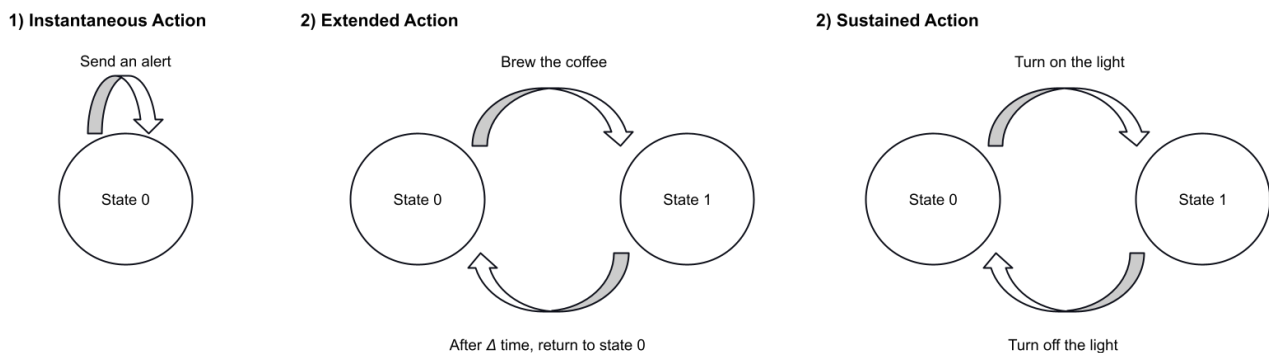 1) Instantaneous Action
Send an alert
State 0
2) Extended Action
Brew the coffee
State 0
State 1
After Δ time, return to state 0
2) Sustained Action
Turn on the light
State 0
State 1
Turn off the light